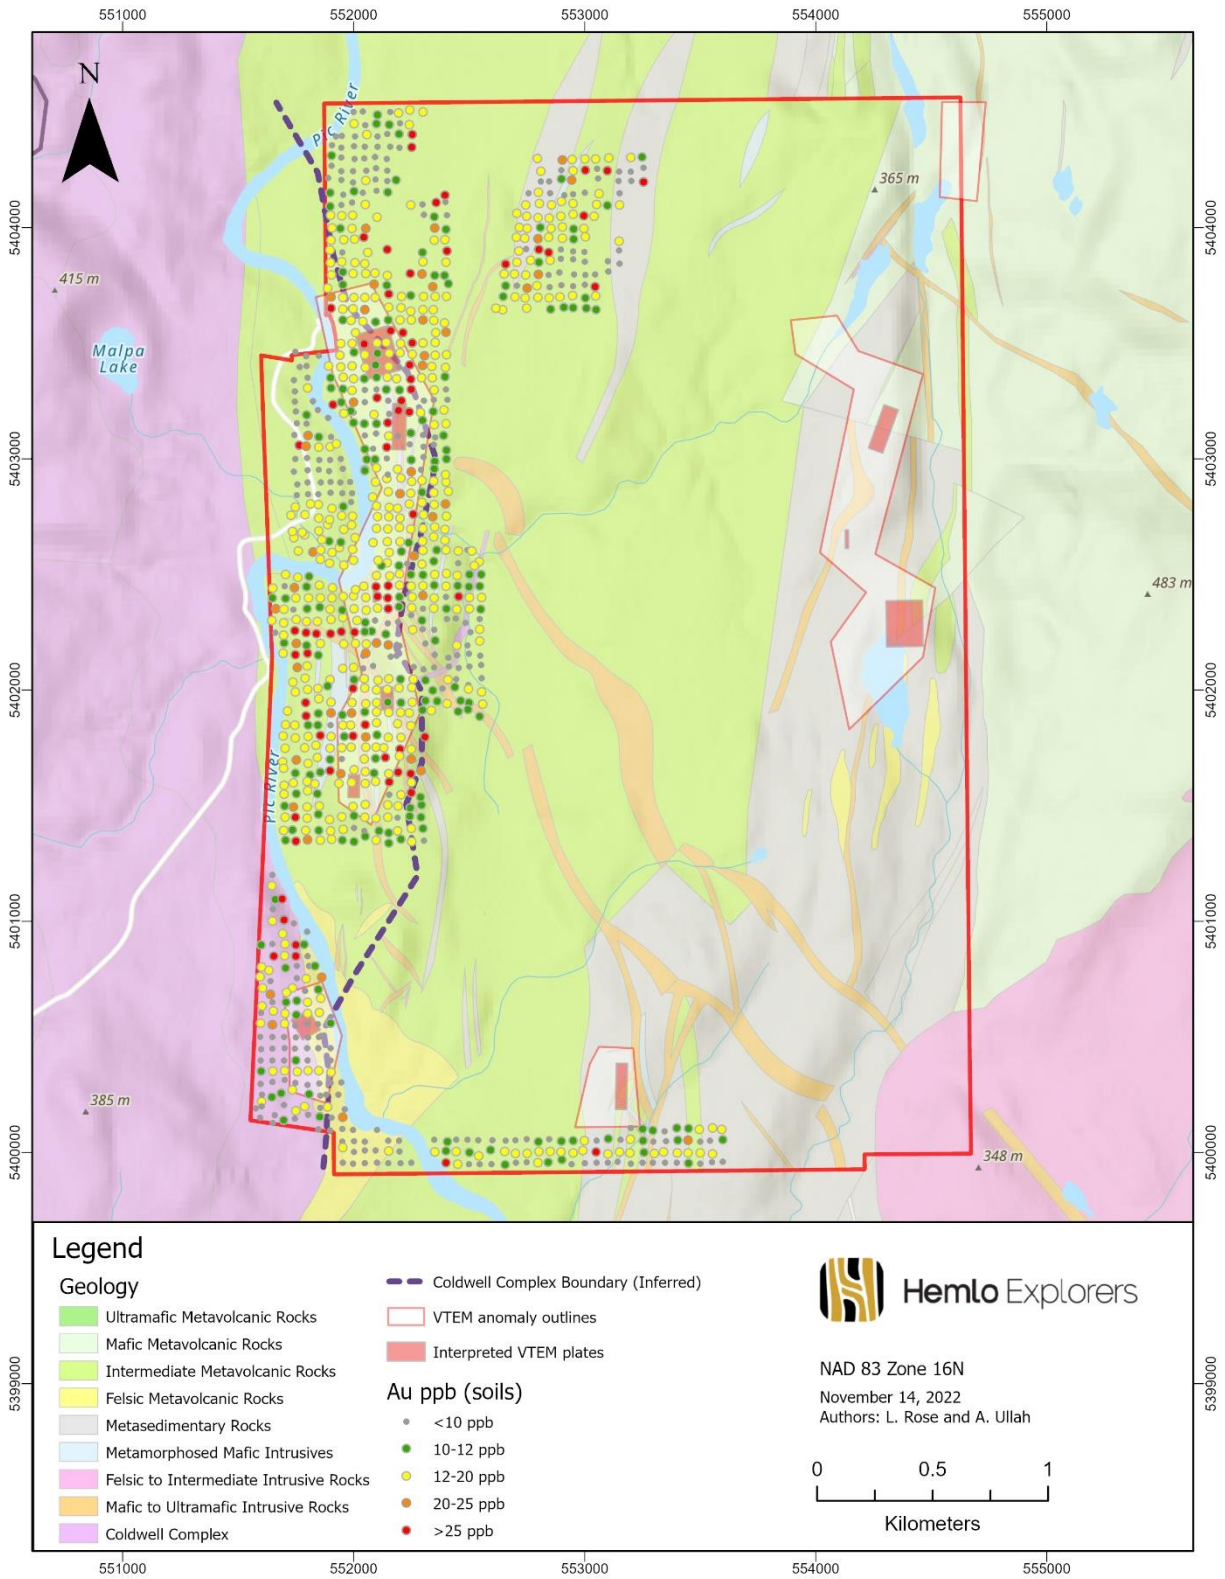 551000 552000 553000 554000 555000
N
Pic River
365 m
5404000 5404000
415 m
Malpa
Lake
5403000 5403000
483 m
5402000 5402000
Pic River
5401000 5401000
385 m
5400000 5400000
348 m
Legend
Geology
Ultramafic Metavolcanic Rocks
Mafic Metavolcanic Rocks
Intermediate Metavolcanic Rocks
Felsic Metavolcanic Rocks
Metasedimentary Rocks
Metamorphosed Mafic Intrusives
Felsic to Intermediate Intrusive Rocks
Mafic to Ultramafic Intrusive Rocks
Coldwell Complex
Coldwell Complex Boundary (Inferred)
VTEM anomaly outlines
Interpreted VTEM plates
Au ppb (soils)
<10 ppb
10-12 ppb
12-20 ppb
20-25 ppb
>25 ppb
Hemlo Explorers
NAD 83 Zone 16N
November 14, 2022
Authors: L. Rose and A. Ullah
0 0.5 1
Kilometers
5399000 5399000
551000 552000 553000 554000 555000